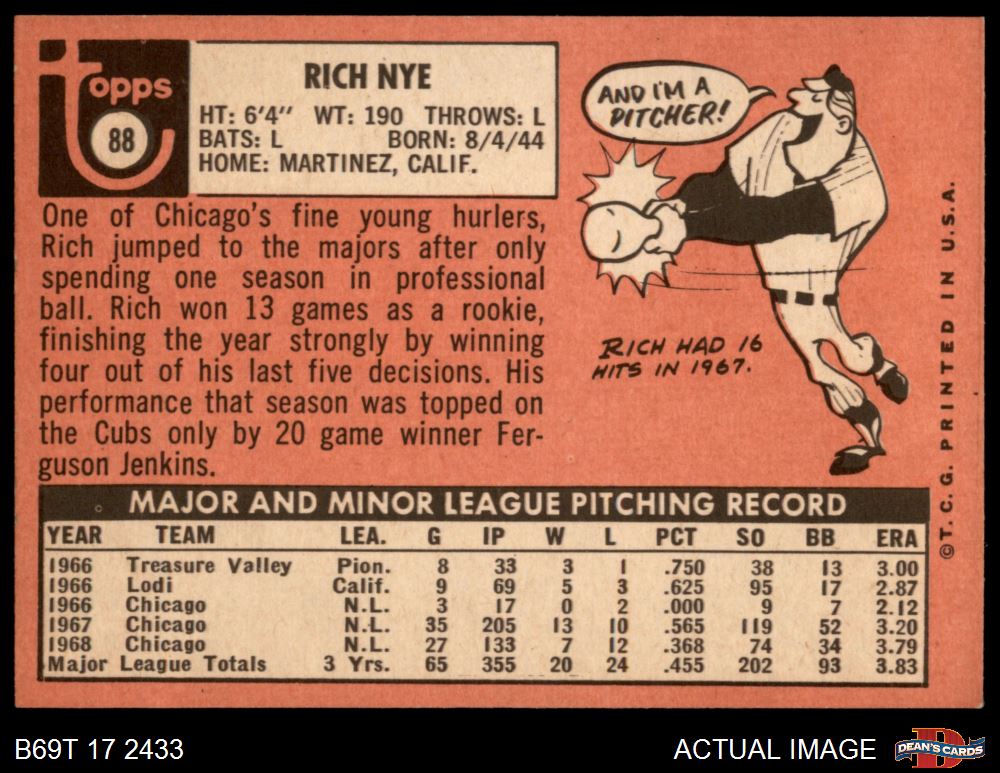 topps
88
RICH NYE
HT: 6'4" WT: 190 THROWS: L
BATS: L BORN: 8/4/44
HOME: MARTINEZ, CALIF.
One of Chicago's fine young hurlers,
Rich jumped to the majors after only
spending one season in professional
ball. Rich won 13 games as a rookie,
finishing the year strongly by winning
four out of his last five decisions. His
performance that season was topped on
the Cubs only by 20 game winner Fer-
guson Jenkins.
AND I'M A
PITCHER!
RICH HAD 16
HITS IN 1967.
©T.C.G. PRINTED IN U.S.A.
MAJOR AND MINOR LEAGUE PITCHING RECORD
YEAR TEAM LEA. G IP W L PCT SO BB ERA
1966 Treasure Valley Pion. 8 33 3 1 .750 38 13 3.00
1966 Lodi Calif. 9 69 5 3 .625 95 17 2.87
1966 Chicago N.L. 3 17 0 2 .000 9 7 2.12
1967 Chicago N.L. 35 205 13 10 .565 119 52 3.20
1968 Chicago N.L. 27 133 7 12 .368 74 34 3.79
Major League Totals 3 Yrs. 65 355 20 24 .455 202 93 3.83
B69T 17 2433 ACTUAL IMAGE
D
DEAN'S CARDS